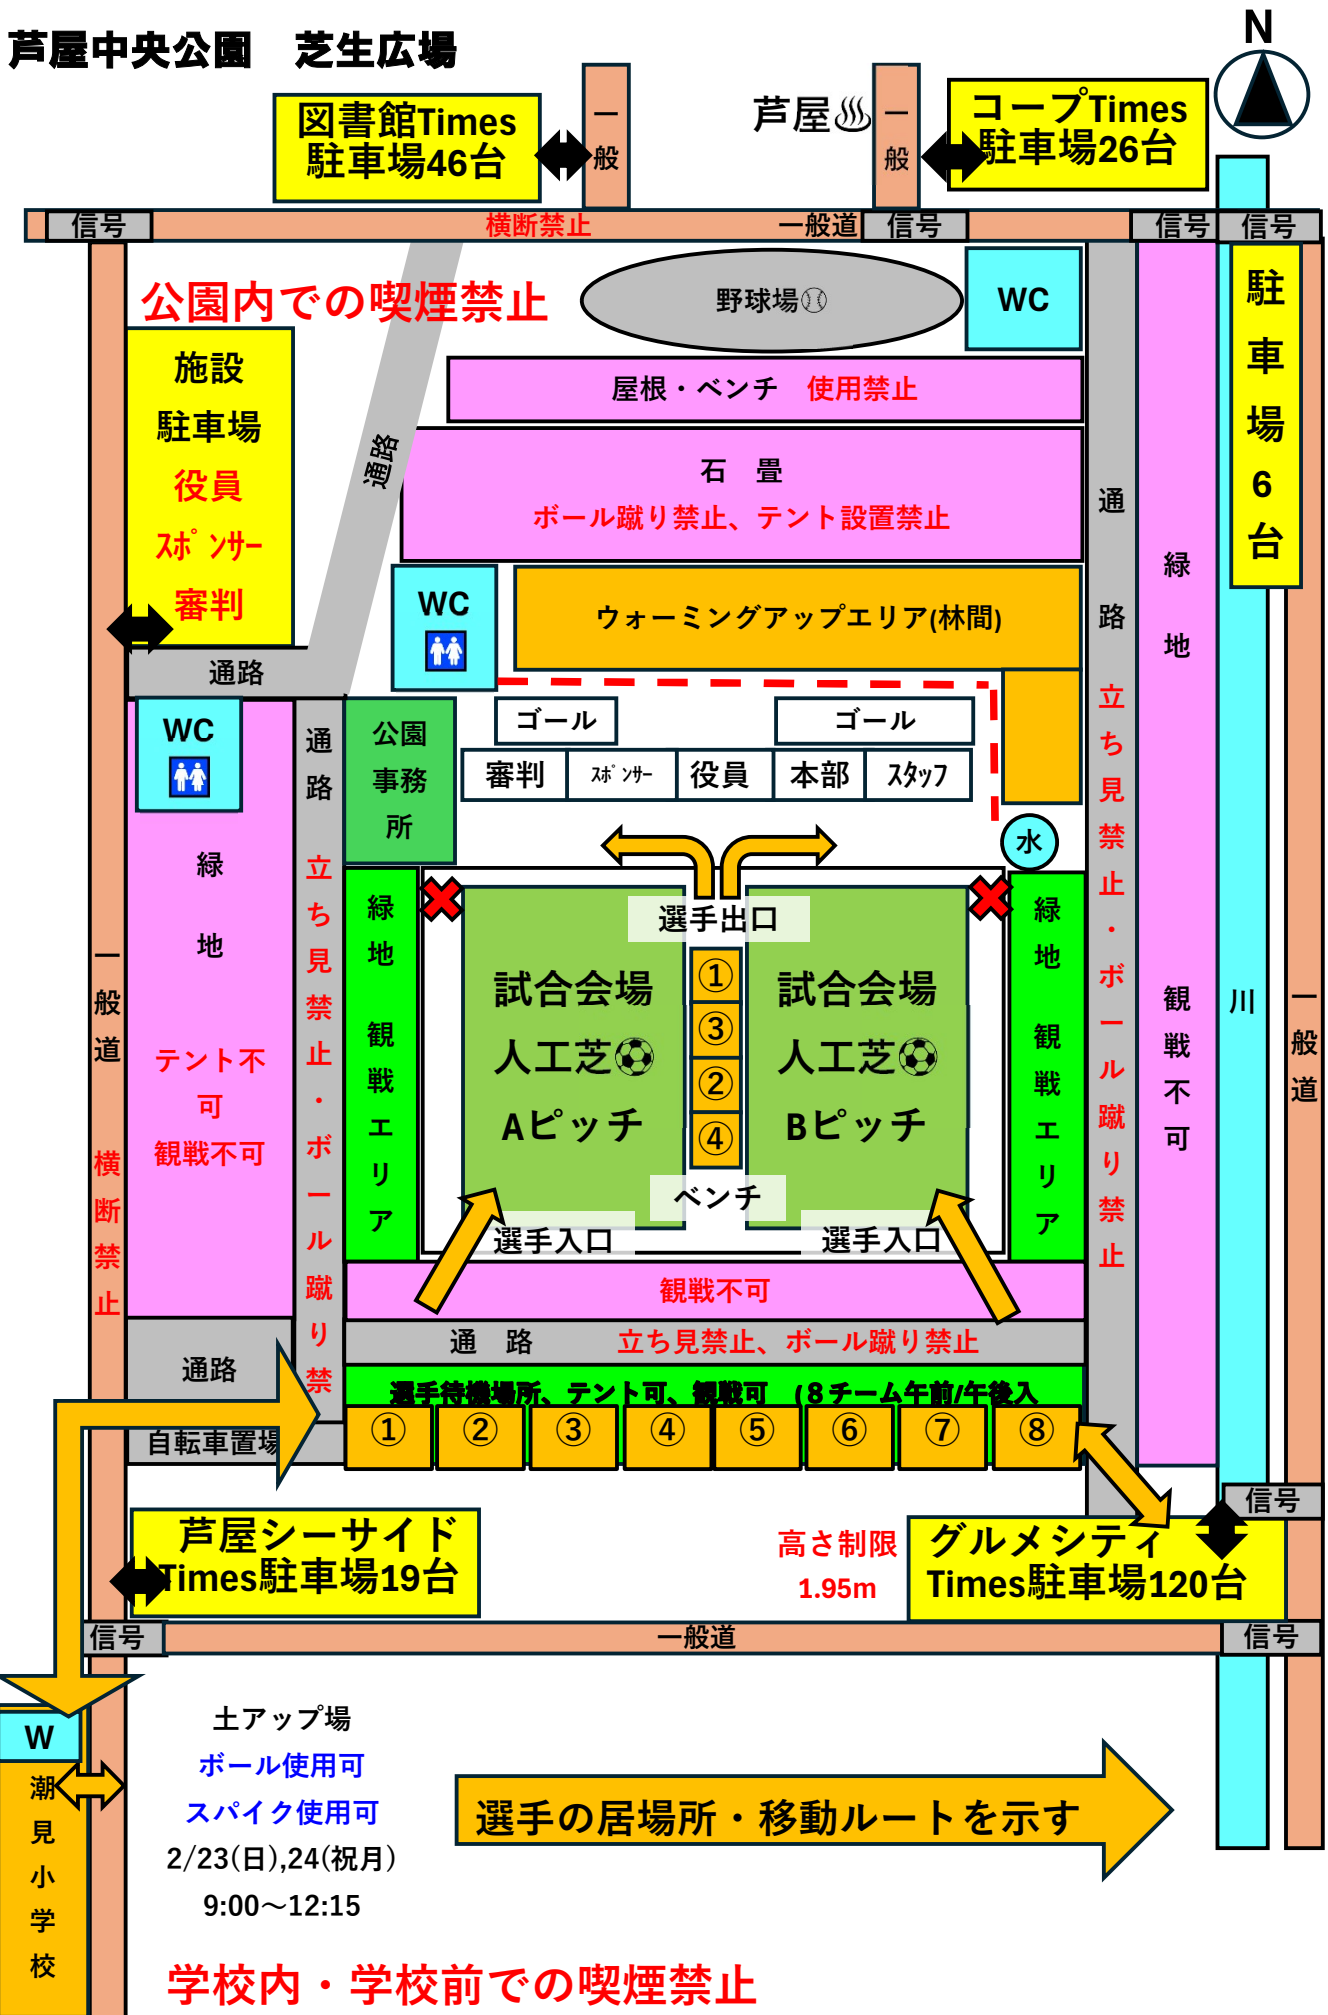 芦屋中央公園　芝生広場
N
図書館Times
駐車場46台
一般
芦屋♨
一般
コープTimes
駐車場26台
信号
横断禁止
一般道
信号
信号
信号
公園内での喫煙禁止
野球場⚾
WC
駐車場6台
施設
駐車場
役員
スポンサー
審判
屋根・ベンチ　使用禁止
通路
石　畳
ボール蹴り禁止、テント設置禁止
通路　立ち見禁止・ボール蹴り禁止
緑地　観戦不可
WC
ウォーミングアップエリア(林間)
通路
WC
通路　立ち見禁止・ボール蹴り禁
公園
事務
所
ゴール
ゴール
審判
スポンサー
役員
本部
スタッフ
水
緑
地
テント不
可
観戦不可
緑地　観戦エリア
選手出口
緑地　観戦エリア
試合会場
人工芝⚽
Aピッチ
①
③
②
④
試合会場
人工芝⚽
Bピッチ
川
一般道
一般道　横断禁止
ベンチ
選手入口
選手入口
観戦不可
通　路　　　立ち見禁止、ボール蹴り禁止
通路
選手待機場所、テント可、観戦可　(８チーム午前/午後入
①
②
③
④
⑤
⑥
⑦
⑧
自転車置場
芦屋シーサイド
Times駐車場19台
高さ制限
1.95m
グルメシティ
Times駐車場120台
信号
信号
一般道
信号
W
潮見小学校
土アップ場
ボール使用可
スパイク使用可
2/23(日),24(祝月)
9:00～12:15
選手の居場所・移動ルートを示す
学校内・学校前での喫煙禁止